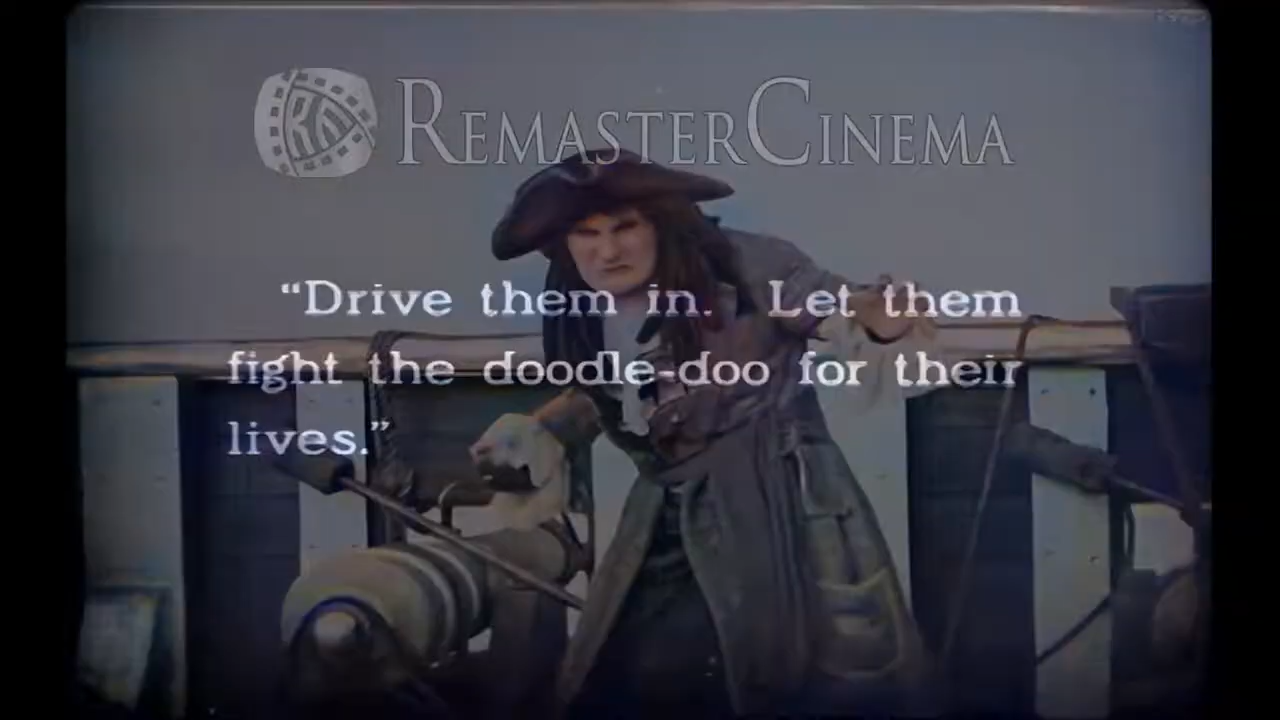 REMASTERCINEMA
“Drive them in. Let them
fight the doodle-doo for their
lives.”